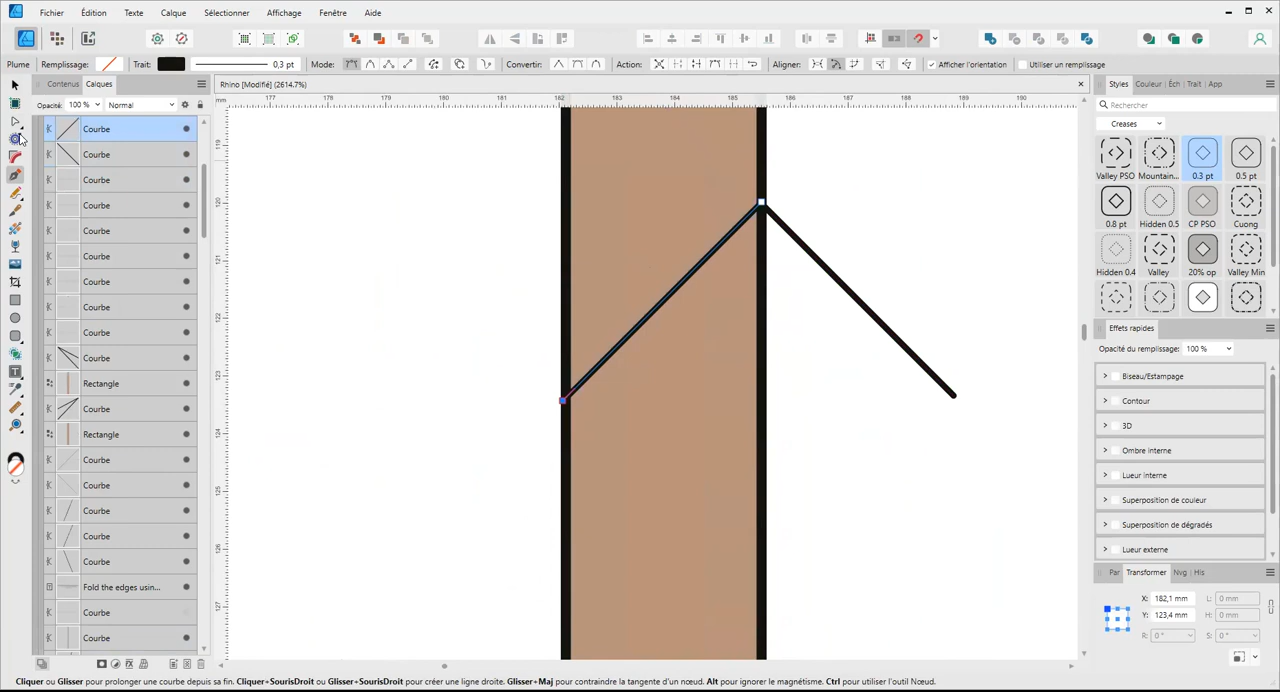 Fichier Édition Texte Calque Sélectionner Affichage Fenêtre Aide
Plume Remplissage: Trait: 0,3 pt Mode: Convertir: Action: Aligner: Afficher l'orientation Utiliser un remplissage
Contenus Calques
Rhino [Modifié] (2614.7%)
Styles Couleur Éch Trait App
Opacité: 100 % Normal
mm 177 178 179 180 181 182 183 184 185 186 187 188 189 190
Rechercher
Creases
Courbe
Courbe
Courbe
Courbe
Courbe
Courbe
Courbe
Courbe
Courbe
Courbe
Rectangle
Courbe
Rectangle
Courbe
Courbe
Courbe
Courbe
Courbe
Fold the edges usin...
Courbe
Courbe
119
120
121
122
123
124
125
126
127
Valley PSO Mountain... 0.3 pt 0.5 pt
0.8 pt Hidden 0.5 CP PSO Cuong
Hidden 0.4 Valley 20% op Valley Min
Effets rapides
Opacité du remplissage: 100 %
Biseau/Estampage
Contour
3D
Ombre interne
Lueur interne
Superposition de couleur
Superposition de dégradés
Lueur externe
Par Transformer Nvg His
X: 182,1 mm L: 0 mm
Y: 123,4 mm H: 0 mm
R: 0 ° S: 0 °
Cliquer ou Glisser pour prolonger une courbe depuis sa fin. Cliquer+SourisDroit ou Glisser+SourisDroit pour créer une ligne droite. Glisser+Maj pour contraindre la tangente d'un nœud. Alt pour ignorer le magnétisme. Ctrl pour utiliser l'outil Nœud.